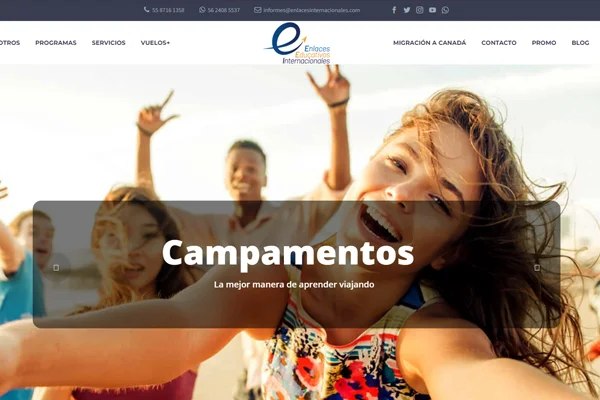 55 8716 1358
56 2408 5537
informes@enlacesinternacionales.com
OTROS
PROGRAMAS
SERVICIOS
VUELOS+
Enlaces
Educativos
Internacionales
MIGRACIÓN A CANADÁ
CONTACTO
PROMO
BLOG
Campamentos
La mejor manera de aprender viajando